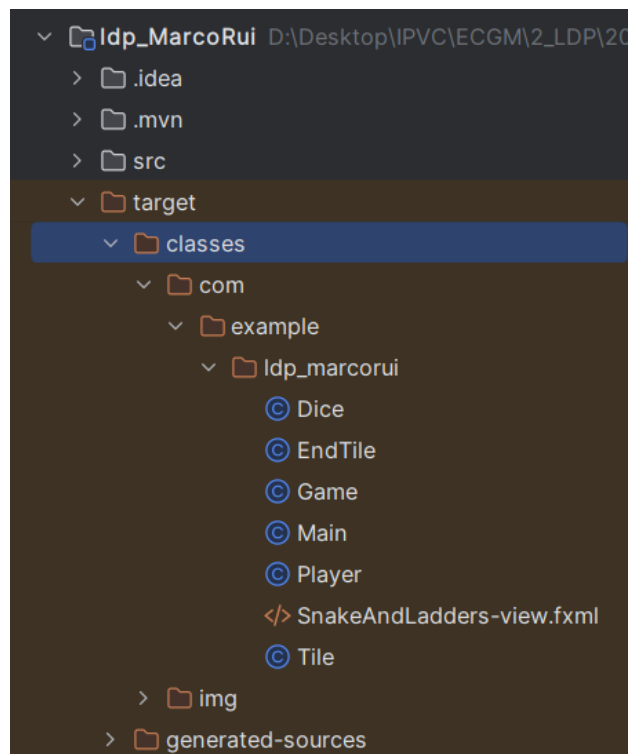 ldp_MarcoRui D:\Desktop\IPVC\ECGM\2_LDP\20
.idea
.mvn
src
target
classes
com
example
ldp_marcorui
Dice
EndTile
Game
Main
Player
SnakeAndLadders-view.fxml
Tile
img
generated-sources